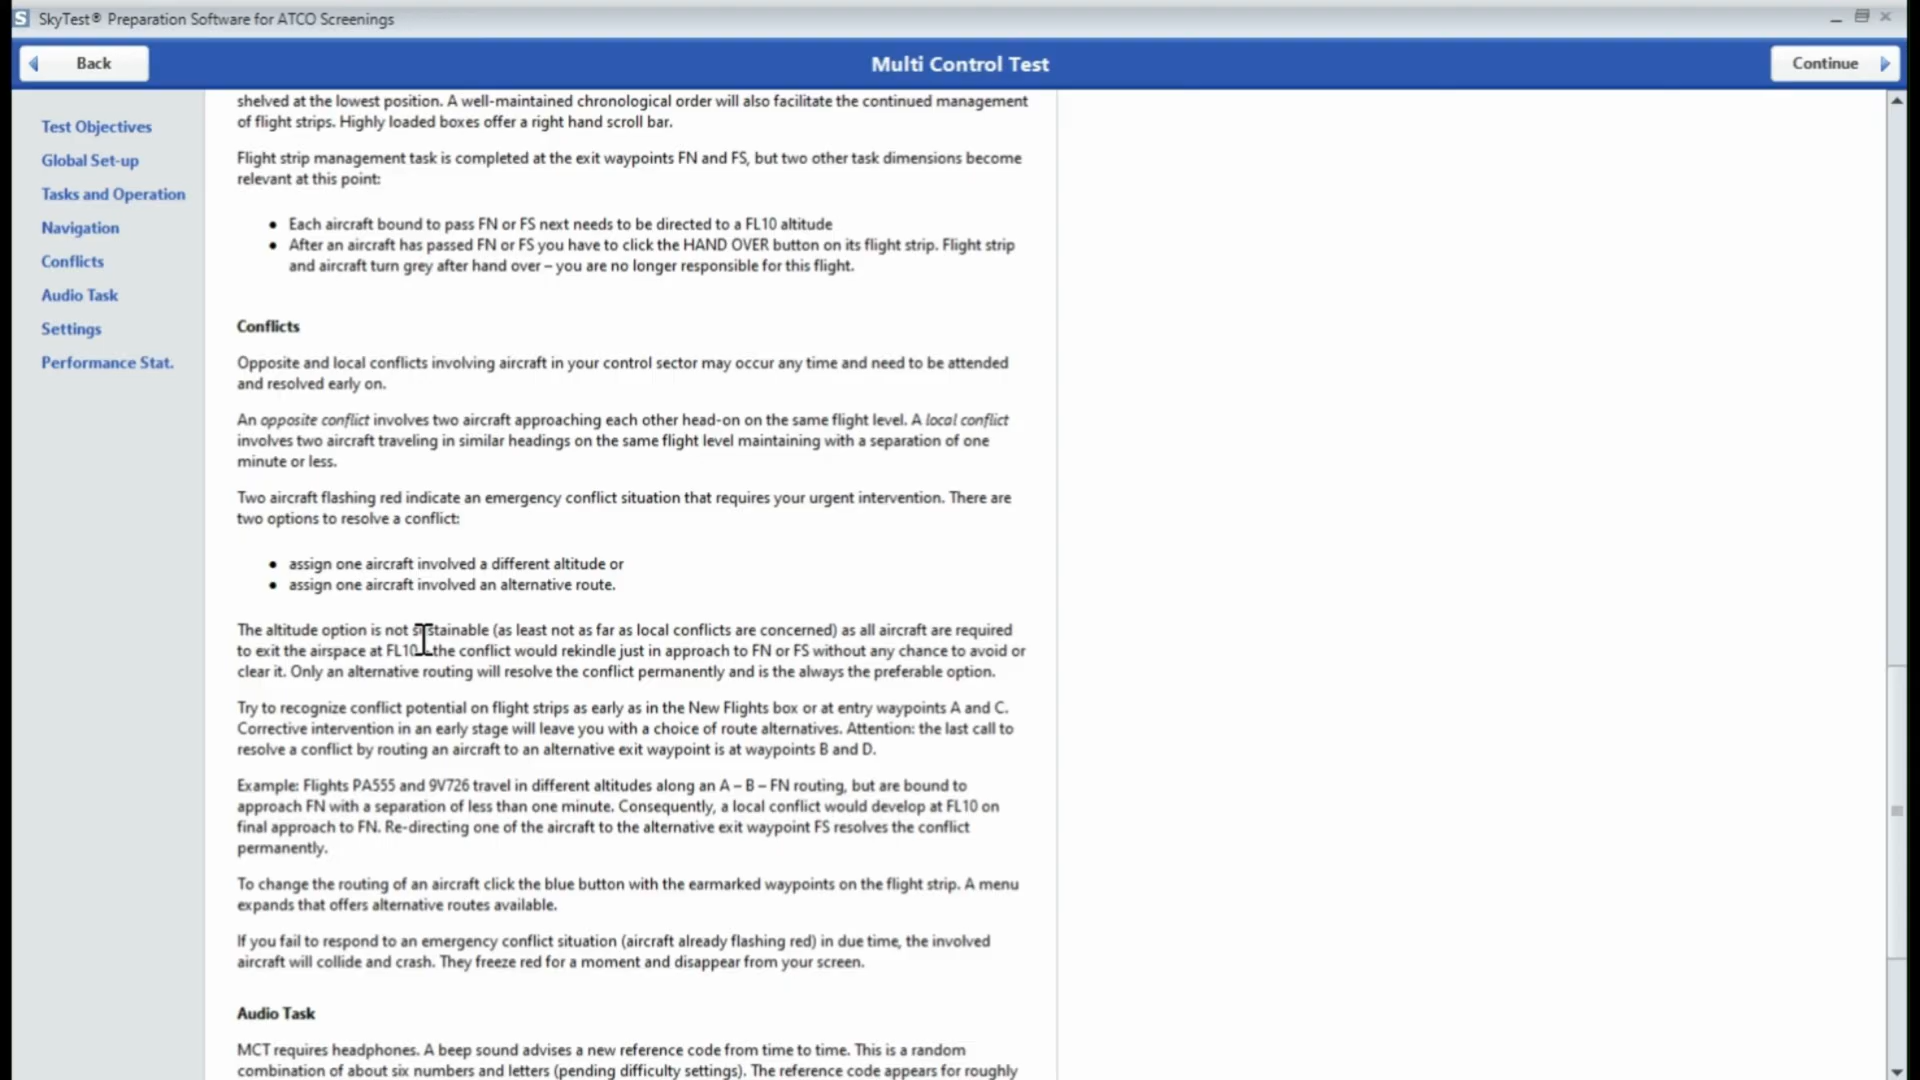 SkyTest® Preparation Software for ATCO Screenings
Back
Multi Control Test
Continue
Test Objectives
Global Set-up
Tasks and Operation
Navigation
Conflicts
Audio Task
Settings
Performance Stat.
shelved at the lowest position. A well-maintained chronological order will also facilitate the continued management
of flight strips. Highly loaded boxes offer a right hand scroll bar.
Flight strip management task is completed at the exit waypoints FN and FS, but two other task dimensions become
relevant at this point:
• Each aircraft bound to pass FN or FS next needs to be directed to a FL10 altitude
• After an aircraft has passed FN or FS you have to click the HAND OVER button on its flight strip. Flight strip
and aircraft turn grey after hand over – you are no longer responsible for this flight.
Conflicts
Opposite and local conflicts involving aircraft in your control sector may occur any time and need to be attended
and resolved early on.
An opposite conflict involves two aircraft approaching each other head-on on the same flight level. A local conflict
involves two aircraft traveling in similar headings on the same flight level maintaining with a separation of one
minute or less.
Two aircraft flashing red indicate an emergency conflict situation that requires your urgent intervention. There are
two options to resolve a conflict:
• assign one aircraft involved a different altitude or
• assign one aircraft involved an alternative route.
The altitude option is not sustainable (as least not as far as local conflicts are concerned) as all aircraft are required
to exit the airspace at FL10 – the conflict would rekindle just in approach to FN or FS without any chance to avoid or
clear it. Only an alternative routing will resolve the conflict permanently and is the always the preferable option.
Try to recognize conflict potential on flight strips as early as in the New Flights box or at entry waypoints A and C.
Corrective intervention in an early stage will leave you with a choice of route alternatives. Attention: the last call to
resolve a conflict by routing an aircraft to an alternative exit waypoint is at waypoints B and D.
Example: Flights PA555 and 9V726 travel in different altitudes along an A – B – FN routing, but are bound to
approach FN with a separation of less than one minute. Consequently, a local conflict would develop at FL10 on
final approach to FN. Re-directing one of the aircraft to the alternative exit waypoint FS resolves the conflict
permanently.
To change the routing of an aircraft click the blue button with the earmarked waypoints on the flight strip. A menu
expands that offers alternative routes available.
If you fail to respond to an emergency conflict situation (aircraft already flashing red) in due time, the involved
aircraft will collide and crash. They freeze red for a moment and disappear from your screen.
Audio Task
MCT requires headphones. A beep sound advises a new reference code from time to time. This is a random
combination of about six numbers and letters (pending difficulty settings). The reference code appears for roughly